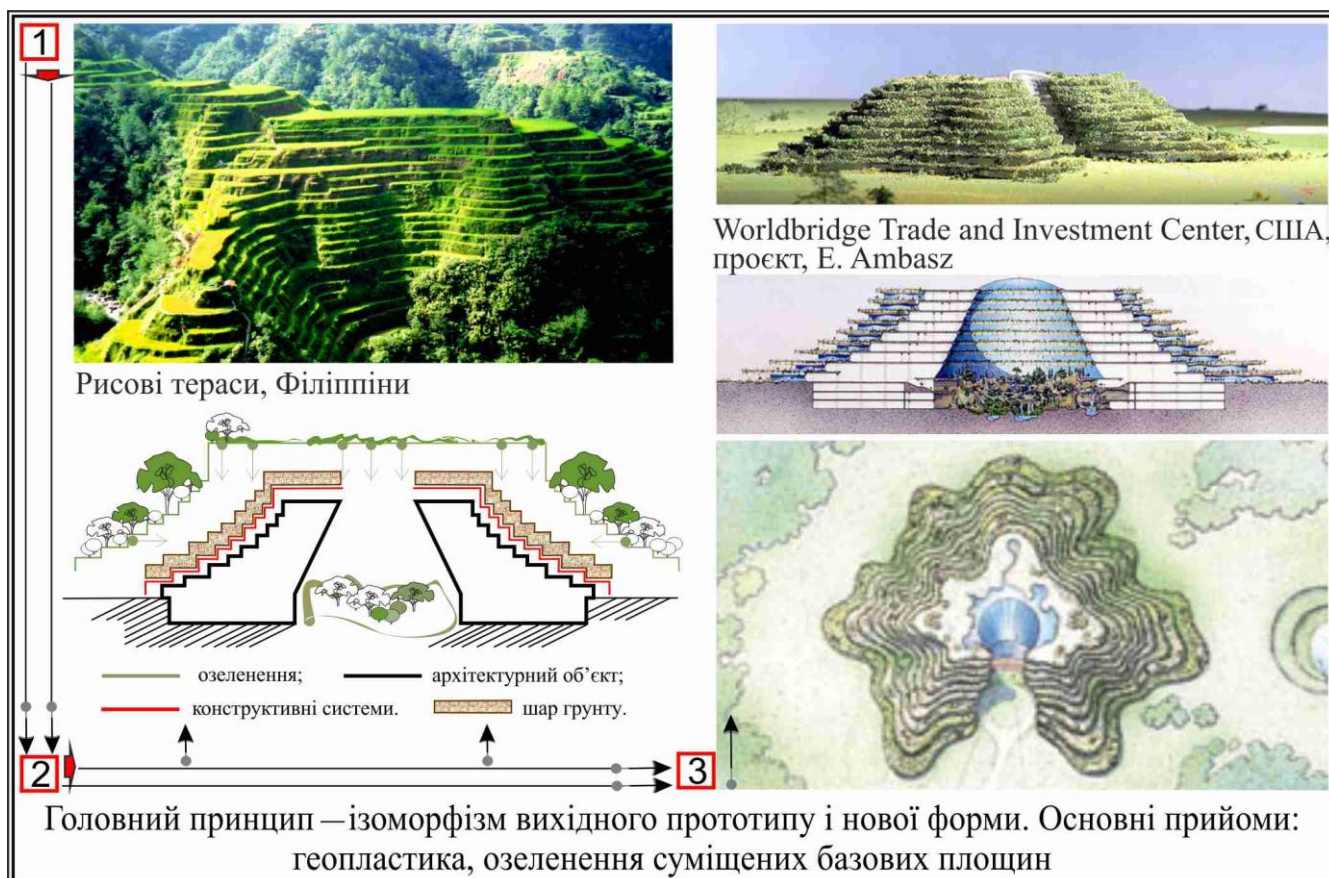 1
Рисові тераси, Філіппіни
озеленення;
архітектурний об’єкт;
конструктивні системи.
шар грунту.
Worldbridge Trade and Investment Center, США,
проєкт, E. Ambasz
2
3
Головний принцип – ізоморфізм вихідного прототипу і нової форми. Основні прийоми:
геопластика, озеленення суміщених базових площин